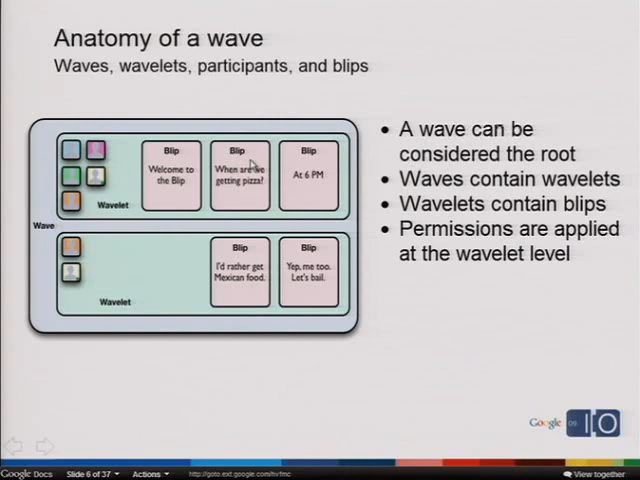 Anatomy of a wave
Waves, wavelets, participants, and blips
Wave
Wavelet
Blip
Welcome to
the Blip
Blip
When are we
getting pizza?
Blip
At 6 PM
Wavelet
Blip
I'd rather get
Mexican food.
Blip
Yep, me too.
Let's bail.
• A wave can be
considered the root
• Waves contain wavelets
• Wavelets contain blips
• Permissions are applied
at the wavelet level
Google 09 IO
Google Docs Slide 6 of 37 Actions View together